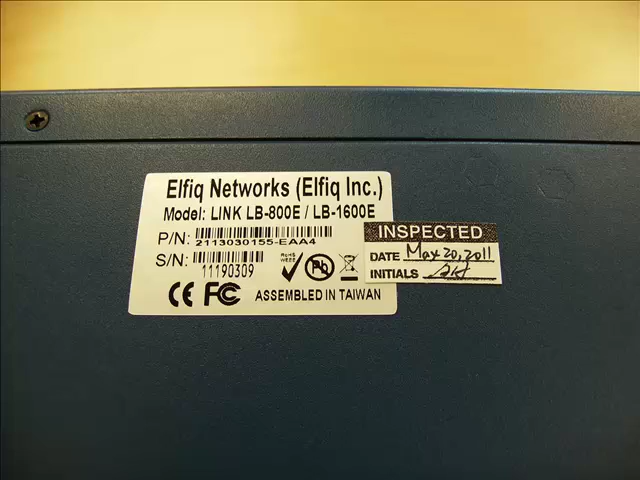 Elfiq Networks (Elfiq Inc.)
Model: LINK LB-800E / LB-1600E
P/N:
2113030155-EAA4
S/N:
11190309
RoHS
Pb
CE FC ASSEMBLED IN TAIWAN
INSPECTED
DATE May 20, 2011
INITIALS